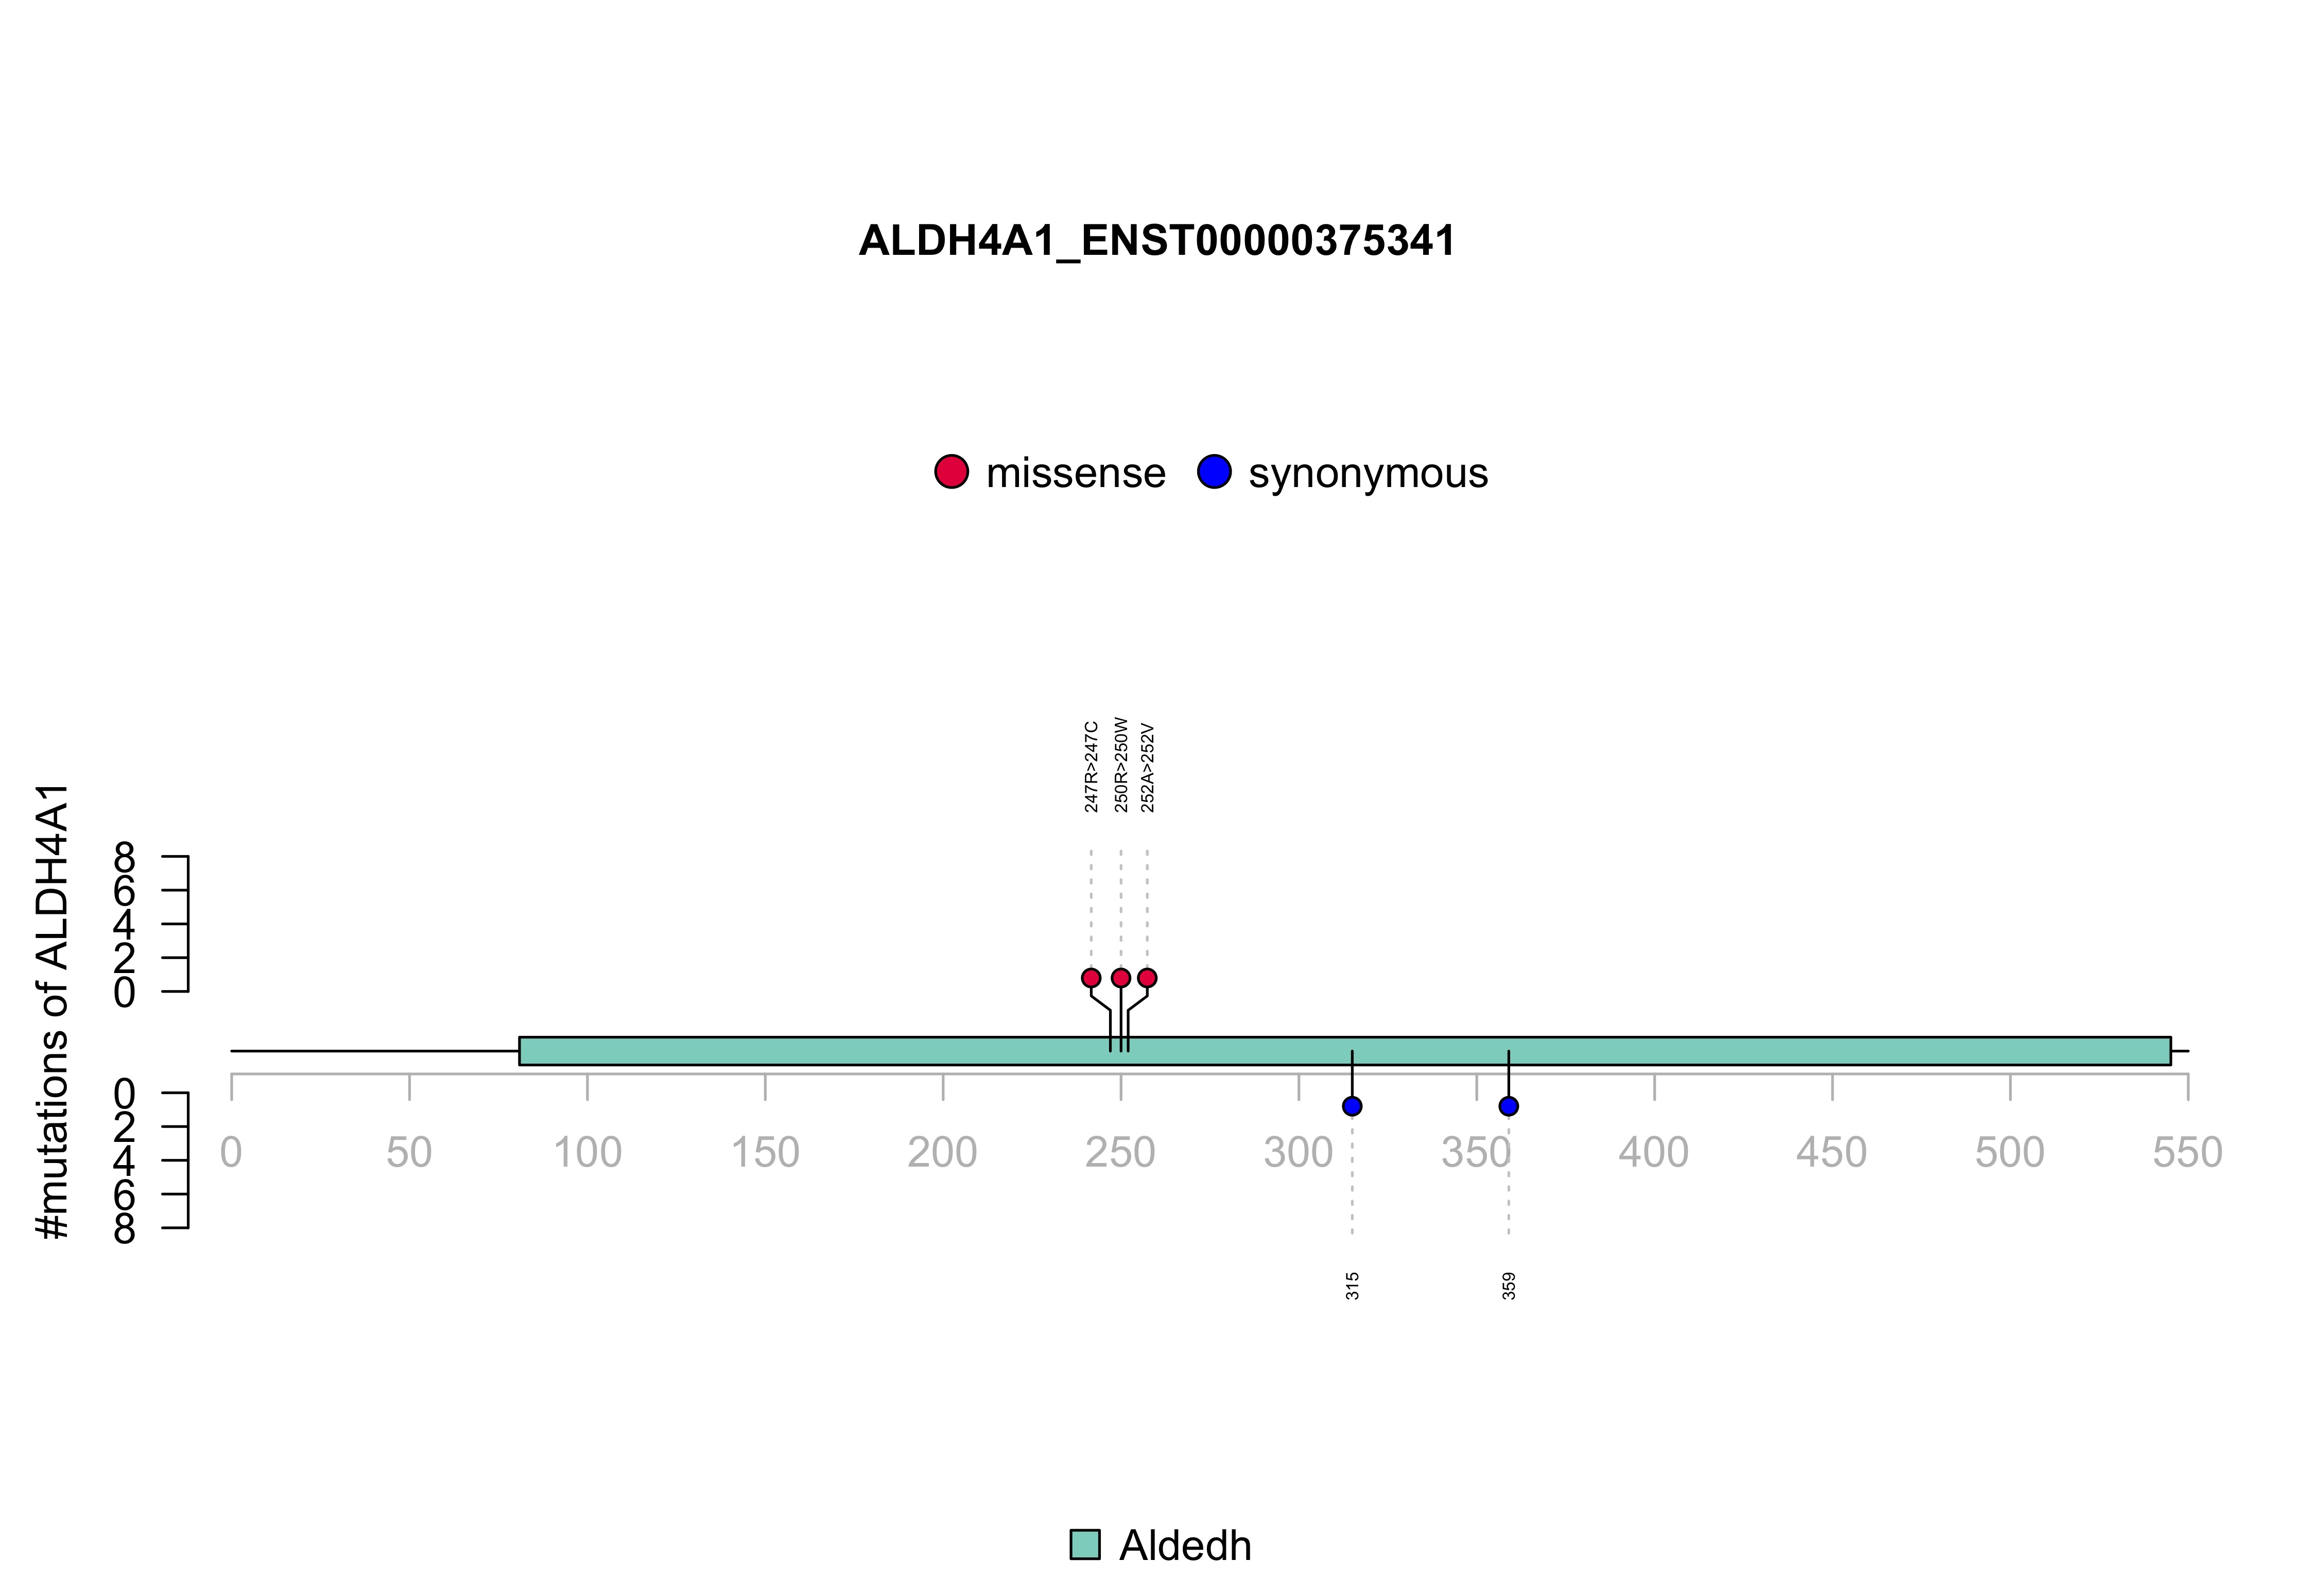 ALDH4A1_ENST00000375341
missense synonymous
247R>247C
250R>250W
252A>252V
#mutations of ALDH4A1
8
6
4
2
0
0
2
4
6
8
0 50 100 150 200 250 300 350 400 450 500 550
315
359
Aldedh